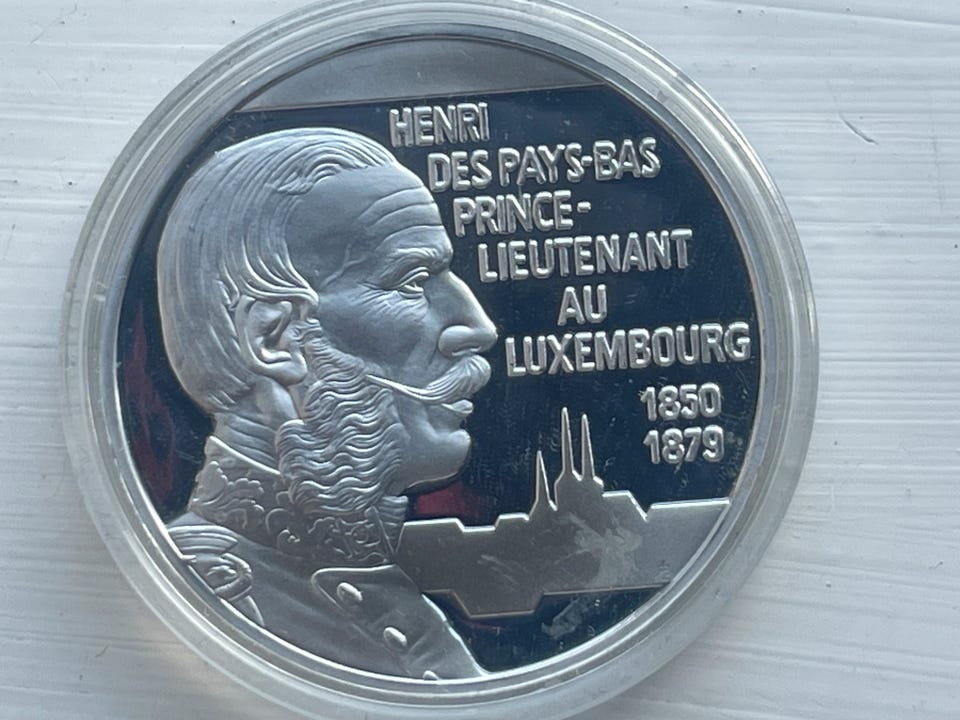 HENRI
DES PAYS-BAS
PRINCE-
LIEUTENANT
AU
LUXEMBOURG
1850
1879